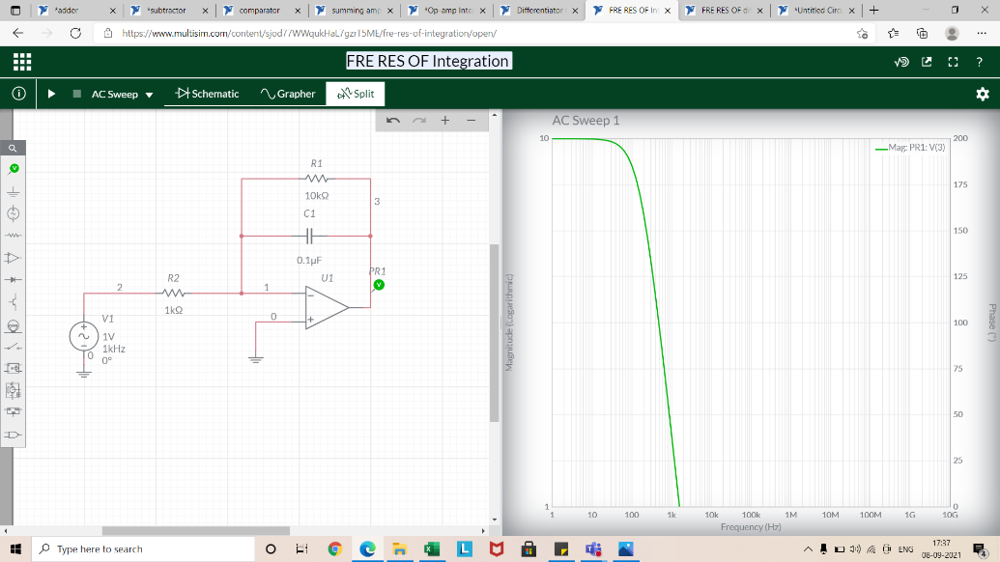 *adder
*subtractor
comparator
summing amp
*Op-amp Inte
Differentiator
FRE RES OF In
FRE RES OF di
*Untitled Circ
https://www.multisim.com/content/sjod77WWqukHaL7gzr15ME/fre-res-of-integration/open/
FRE RES OF Integration
AC Sweep
Schematic
Grapher
Split
AC Sweep 1
R1
10kΩ
C1
0.1µF
3
R2
1kΩ
2
1
0
U1
PR1
V
V1
1V
1kHz
0°
0
Magnitude (Logarithmic)
10
1
Mag: PR1: V(3)
200
175
150
125
100
75
50
25
0
Phase (°)
1 10 100 1k 10k 100k 1M 10M 100M 1G 10G
Frequency (Hz)
Type here to search
ENG
17:37
08-09-2021
4